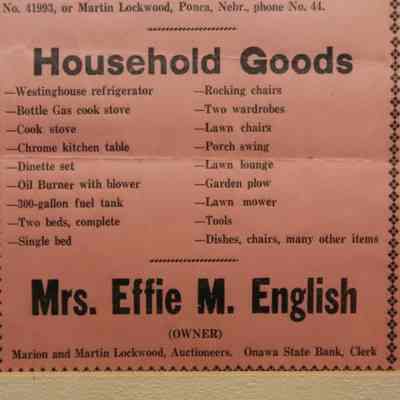 No. 41993, or Martin Lockwood, Ponca, Nebr., phone No. 44.
Household Goods
—Westinghouse refrigerator
—Bottle Gas cook stove
—Cook stove
—Chrome kitchen table
—Dinette set
—Oil Burner with blower
—300-gallon fuel tank
—Two beds, complete
—Single bed
—Rocking chairs
—Two wardrobes
—Lawn chairs
—Porch swing
—Lawn lounge
—Garden plow
—Lawn mower
—Tools
—Dishes, chairs, many other items
Mrs. Effie M. English
(OWNER)
Marion and Martin Lockwood, Auctioneers. Onawa State Bank, Clerk